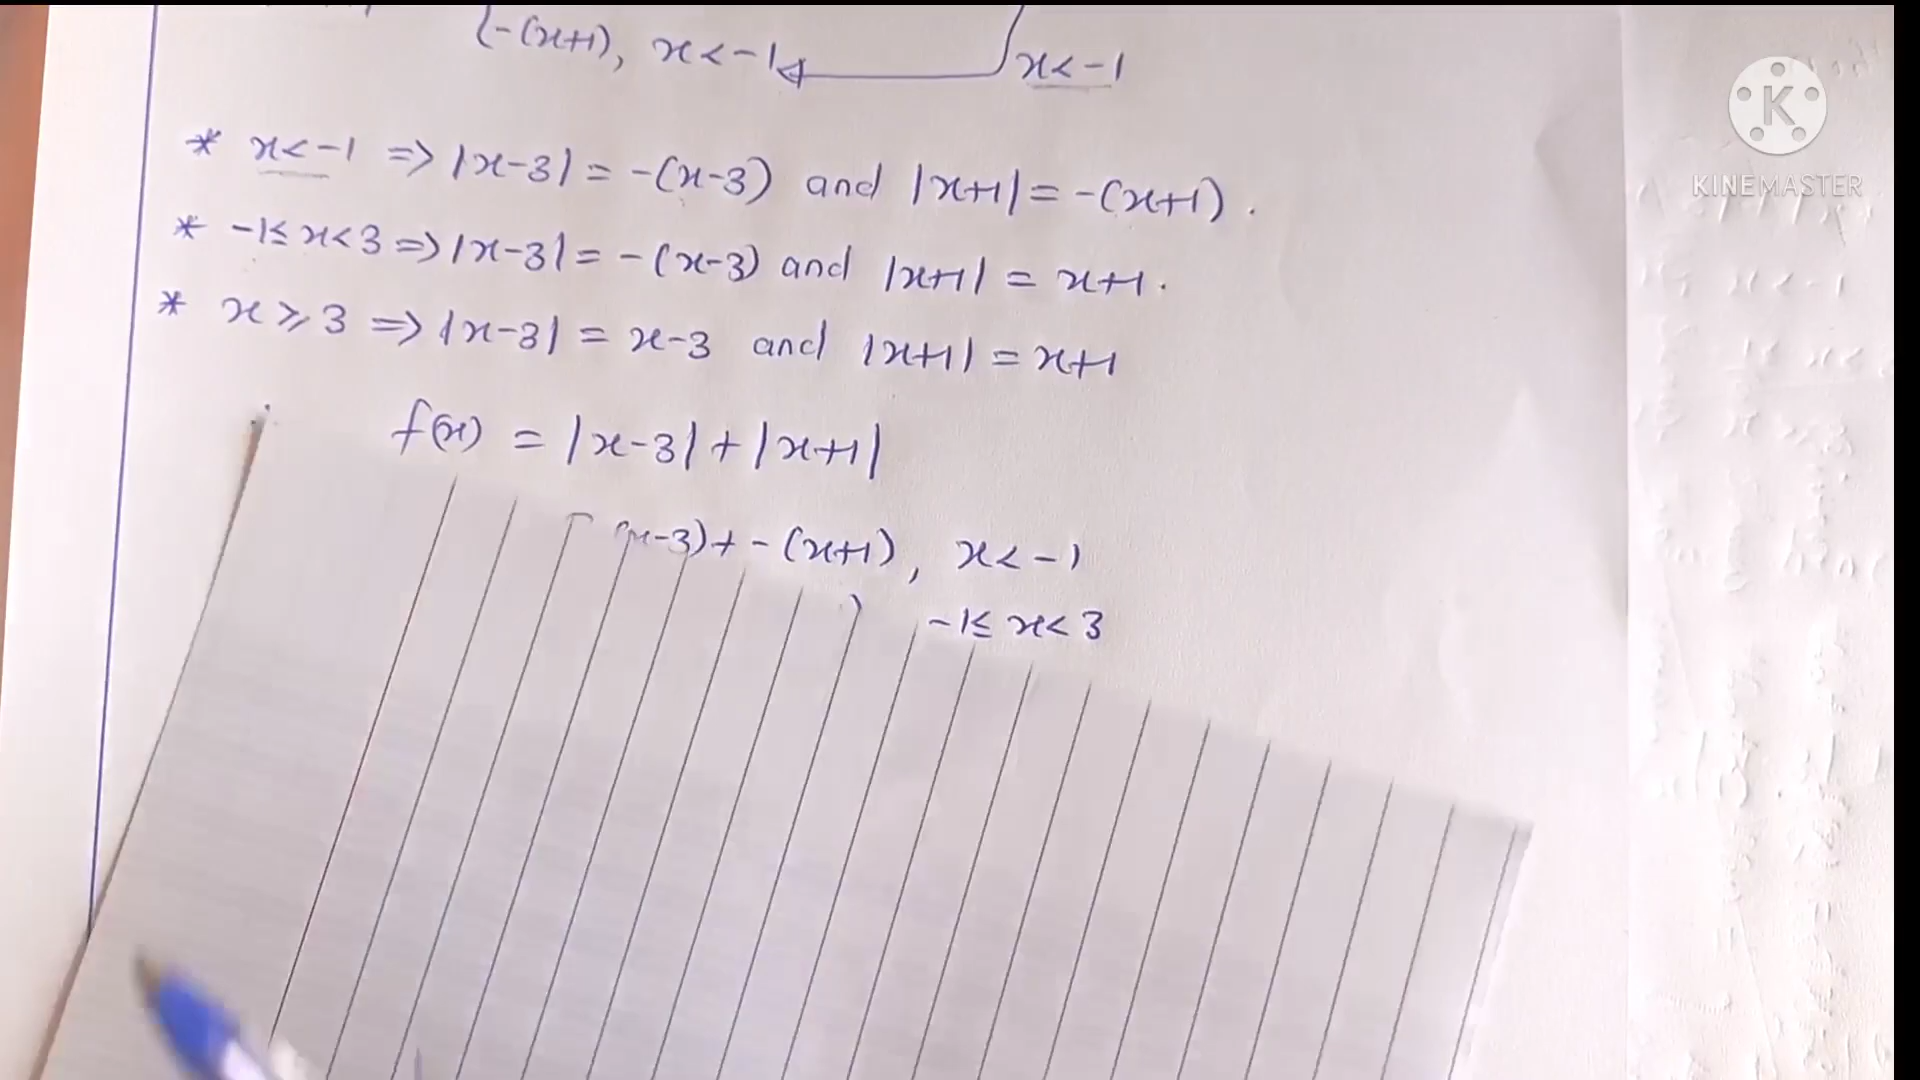 -(x+1), x<-1 x<-1
* x<-1 => |x-3| = -(x-3) and |x+1| = -(x+1).
* -1≤x<3 => |x-3| = -(x-3) and |x+1| = x+1.
* x≥3 => |x-3| = x-3 and |x+1| = x+1
f(x) = |x-3|+|x+1|
(x-3)+-(x+1), x<-1
) -1≤x<3
KINEMASTER